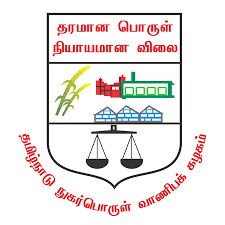 தரமான பொருள்
நியாயமான விலை
தமிழ்நாடு நுகர்பொருள் வாணிபக் கழகம்